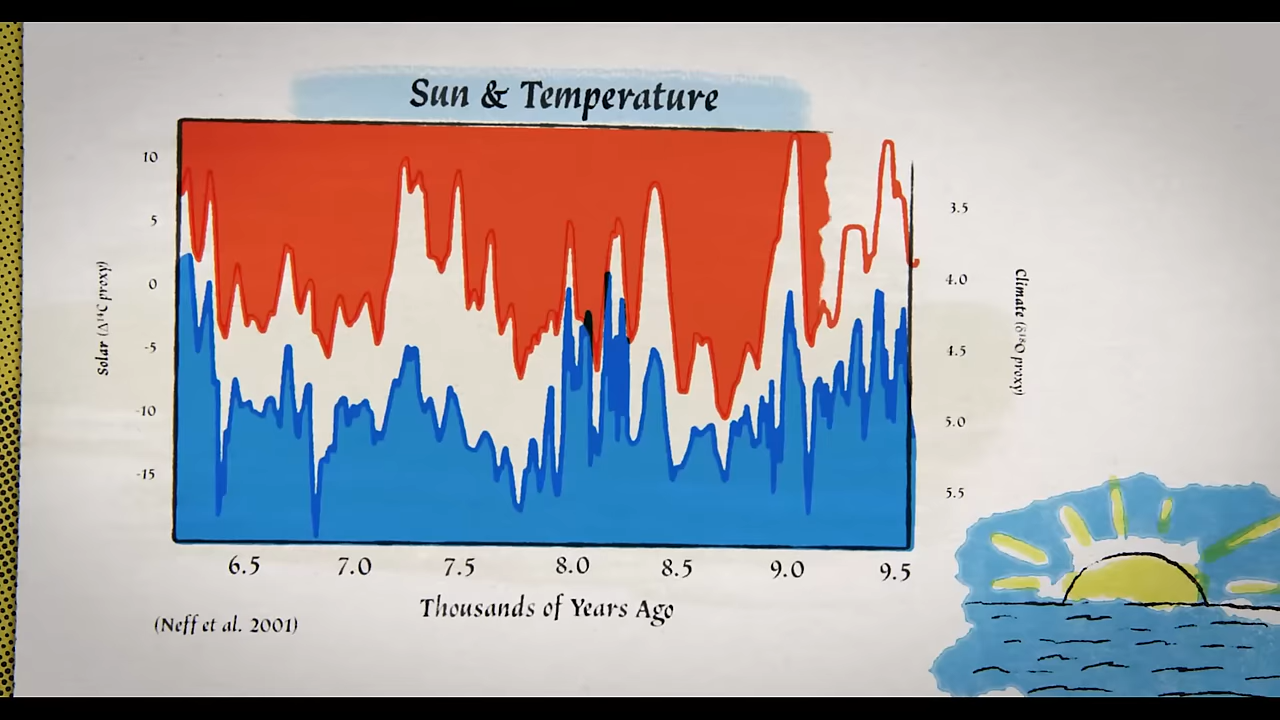 Sun & Temperature
10
5
0
-5
-10
-15
Solar (Δ¹⁴C proxy)
3.5
4.0
4.5
5.0
5.5
Climate (δ¹⁸O proxy)
6.5 7.0 7.5 8.0 8.5 9.0 9.5
Thousands of Years Ago
(Neff et al. 2001)